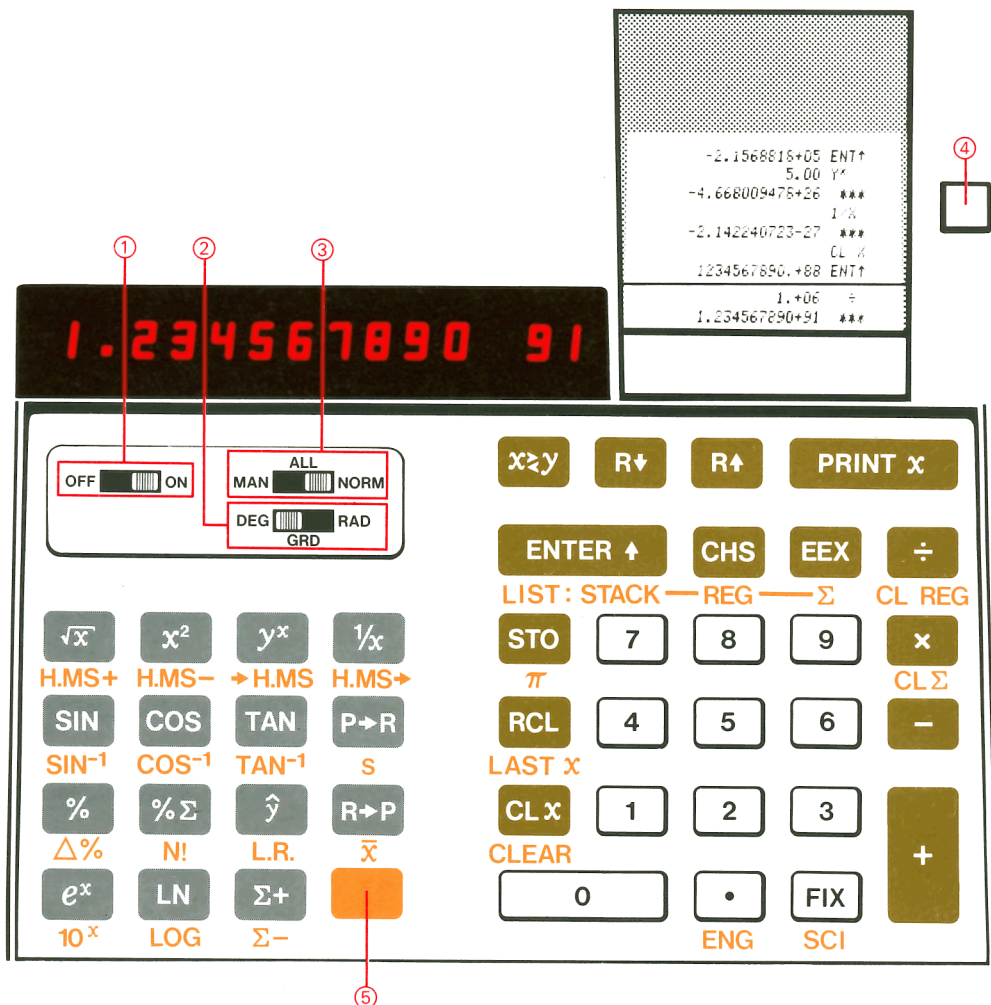 -2.1568818+05 ENT↑
5.00 Yˣ
-4.668009478+26 ***
1/X
-2.142240723-27 ***
CL X
1234567890.+88 ENT↑
1.+06 ÷
1.234567890+91 ***
④
① ② ③
1.234567890 91
OFF ON
ALL
MAN NORM
DEG RAD
GRD
x≷y R↓ R↑ PRINT x
ENTER ↑ CHS EEX ÷
LIST: STACK — REG — Σ CL REG
√x x² yˣ ¹/x STO 7 8 9 ×
H.MS+ H.MS− →H.MS H.MS→ π CL Σ
SIN COS TAN P→R RCL 4 5 6 −
SIN⁻¹ COS⁻¹ TAN⁻¹ s LAST x
% %Σ ŷ R→P CL x 1 2 3 +
△% N! L.R. x̄ CLEAR
eˣ LN Σ+ 0 • FIX
10ˣ LOG Σ− ENG SCI
⑤